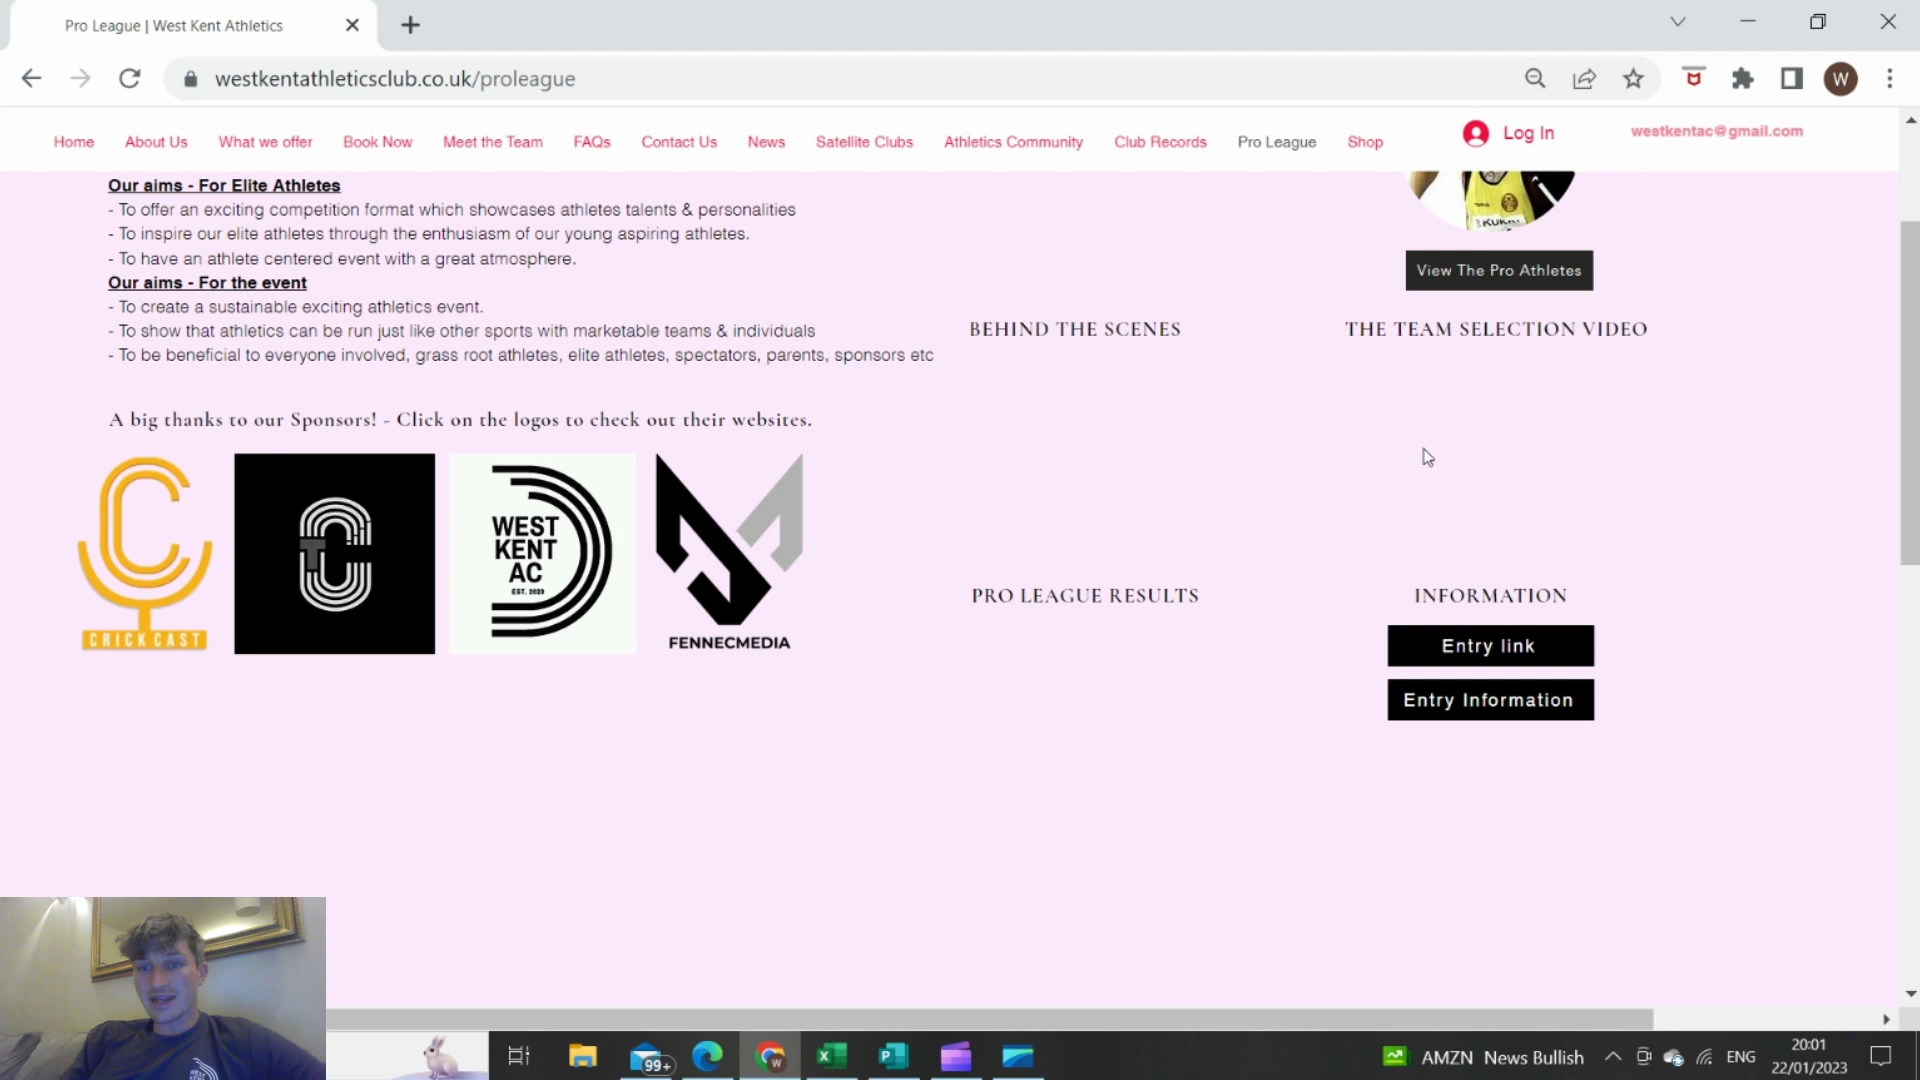 Pro League | West Kent Athletics
westkentathleticsclub.co.uk/proleague
W
Home About Us What we offer Book Now Meet the Team FAQs Contact Us News Satellite Clubs Athletics Community Club Records Pro League Shop Log In westkentac@gmail.com
Our aims - For Elite Athletes
- To offer an exciting competition format which showcases athletes talents & personalities
- To inspire our elite athletes through the enthusiasm of our young aspiring athletes.
- To have an athlete centered event with a great atmosphere.
Our aims - For the event
- To create a sustainable exciting athletics event.
- To show that athletics can be run just like other sports with marketable teams & individuals
- To be beneficial to everyone involved, grass root athletes, elite athletes, spectators, parents, sponsors etc
View The Pro Athletes
BEHIND THE SCENES
THE TEAM SELECTION VIDEO
A big thanks to our Sponsors! - Click on the logos to check out their websites.
CRICKCAST
TC
WEST
KENT
AC
EST. 2020
FENNECMEDIA
PRO LEAGUE RESULTS
INFORMATION
Entry link
Entry Information
99+
AMZN News Bullish
ENG
20:01
22/01/2023